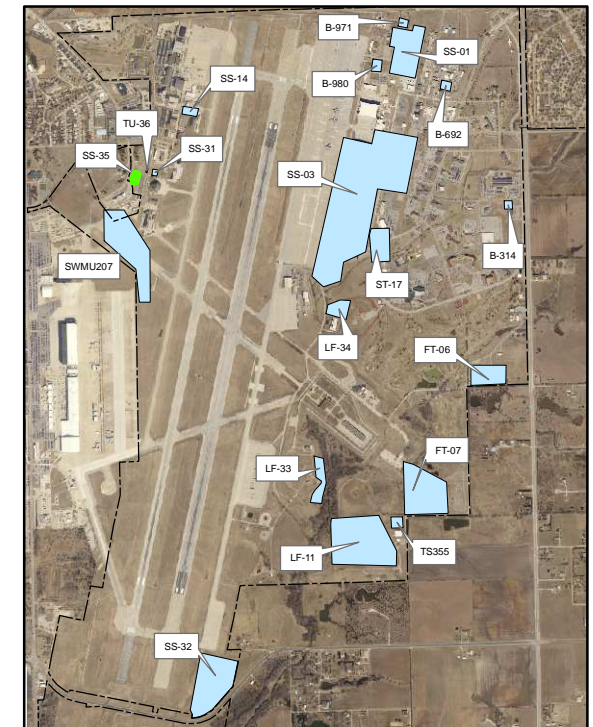 B-971
SS-01
SS-14
B-980
TU-36
B-692
SS-35
SS-31
SS-03
B-314
SWMU207
ST-17
LF-34
FT-06
LF-33
FT-07
LF-11
TS355
SS-32